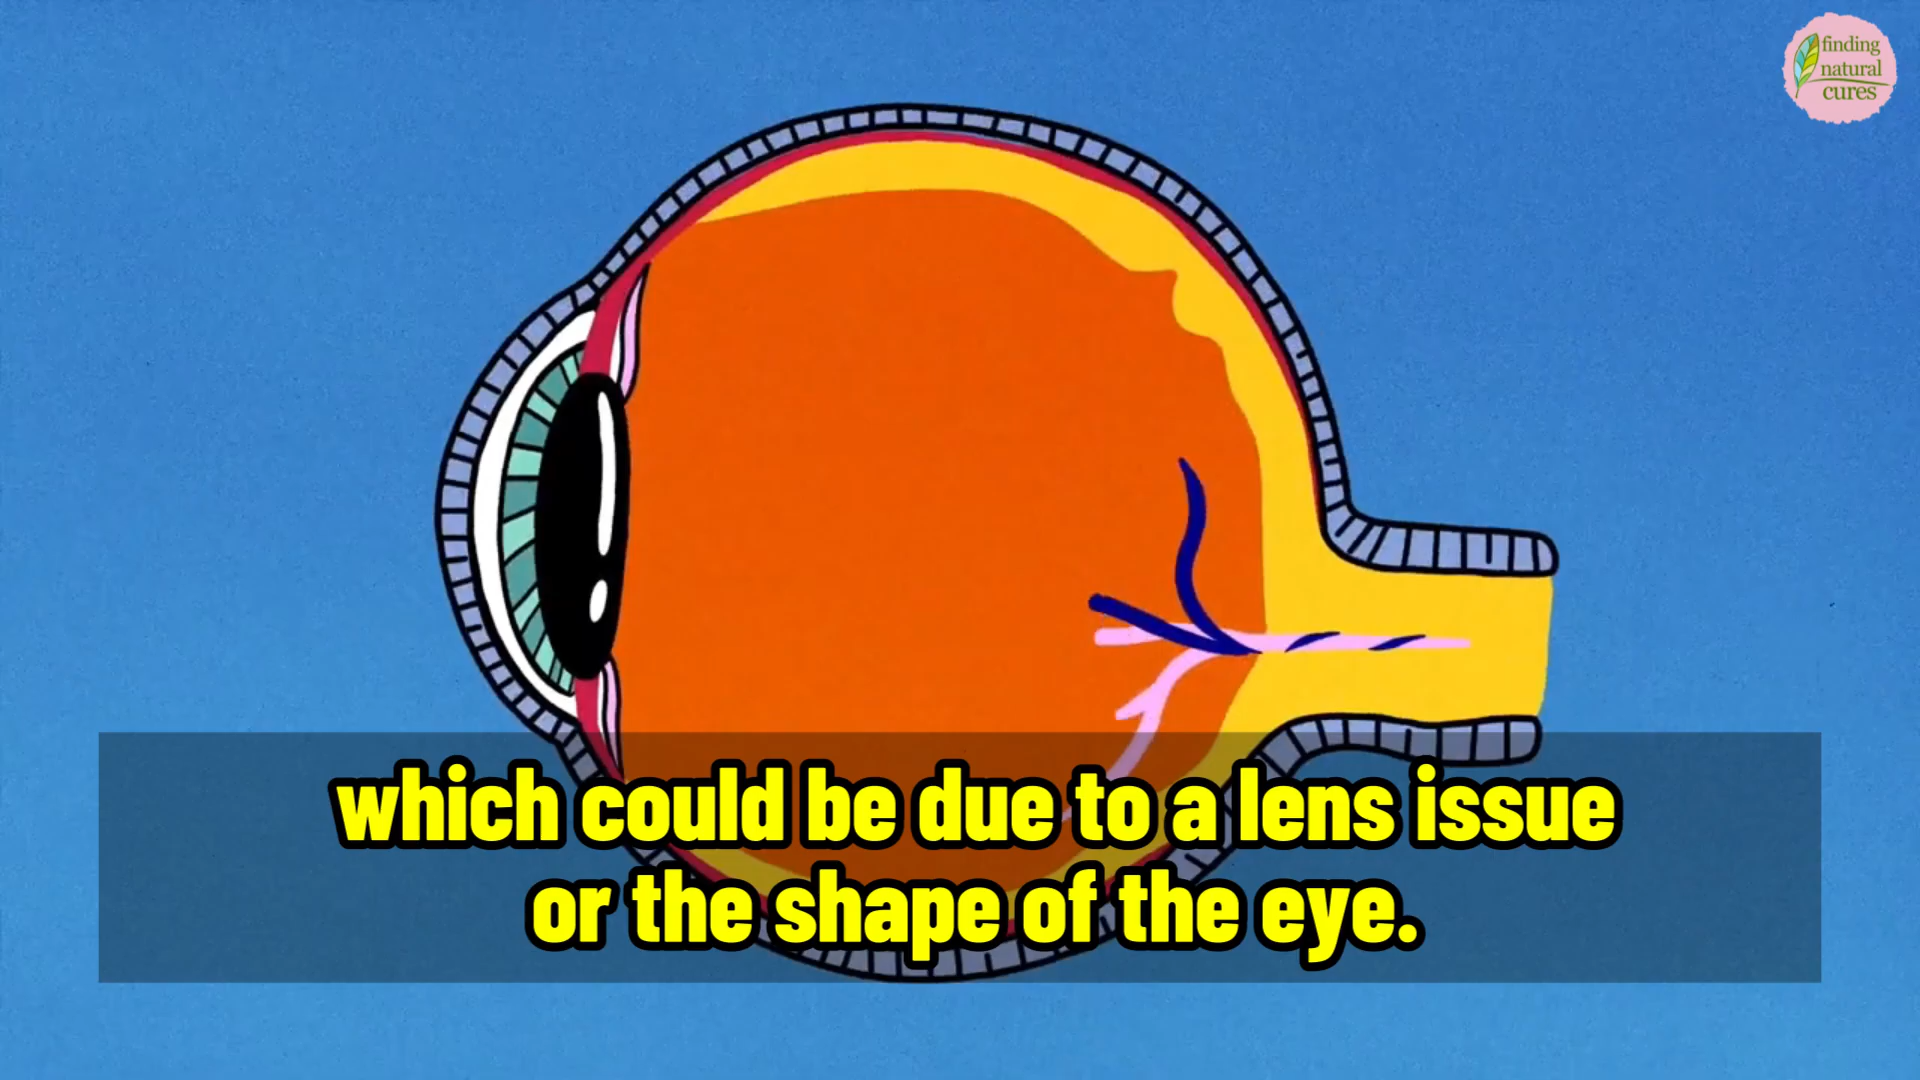 finding
natural
cures
which could be due to a lens issue
or the shape of the eye.